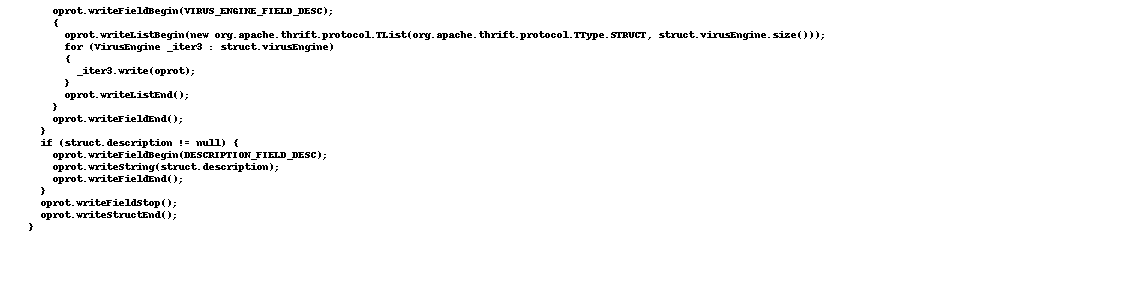 oprot.writeFieldBegin(VIRUS_ENGINE_FIELD_DESC);
{
oprot.writeListBegin(new org.apache.thrift.protocol.TList(org.apache.thrift.protocol.TType.STRUCT, struct.virusEngine.size()));
for (VirusEngine _iter3 : struct.virusEngine)
{
_iter3.write(oprot);
}
oprot.writeListEnd();
}
oprot.writeFieldEnd();
}
if (struct.description != null) {
oprot.writeFieldBegin(DESCRIPTION_FIELD_DESC);
oprot.writeString(struct.description);
oprot.writeFieldEnd();
}
oprot.writeFieldStop();
oprot.writeStructEnd();
}